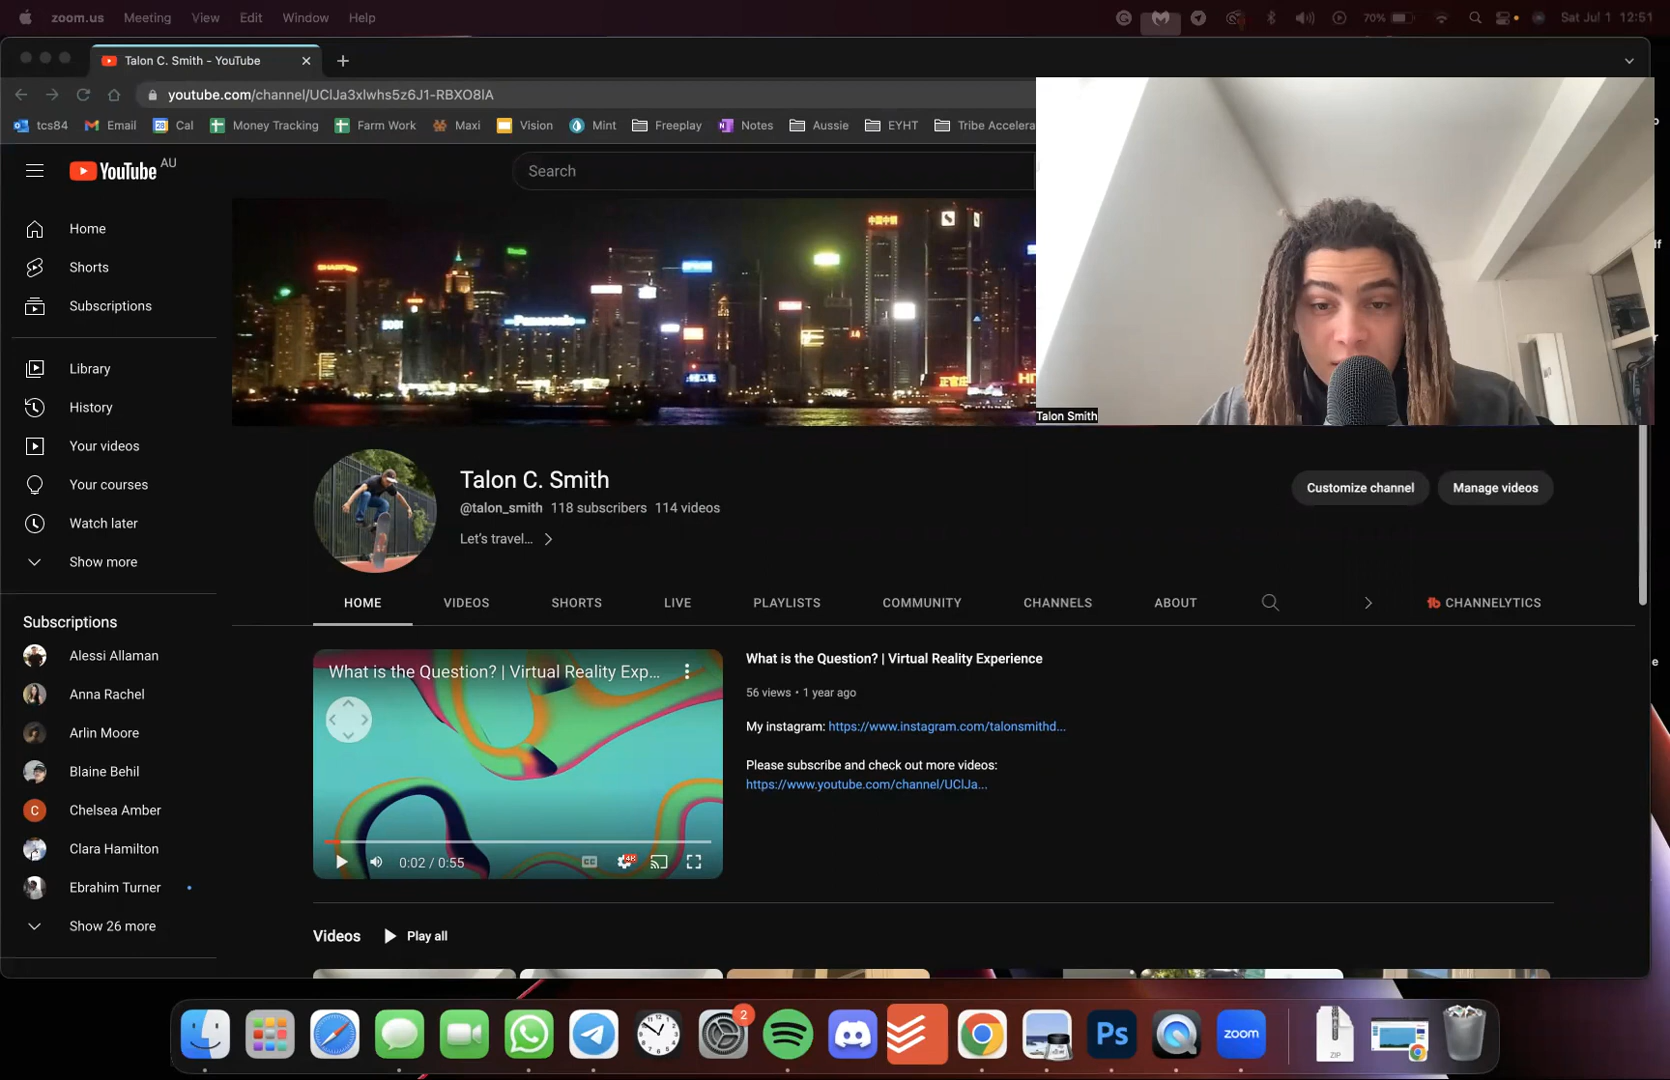 zoom.us Meeting View Edit Window Help 70% Sat Jul 1 12:51
Talon C. Smith - YouTube
tcs84 Email Cal Money Tracking Farm Work Maxi Vision Mint Freeplay Notes Aussie EYHT Tribe Accelera
YouTube AU
Search
Home
Shorts
Subscriptions
Library
History
Your videos
Your courses
Watch later
Show more
Subscriptions
Alessi Allaman
Anna Rachel
Arlin Moore
Blaine Behil
C Chelsea Amber
Clara Hamilton
Ebrahim Turner
Show 26 more
Panasonic
Talon Smith
Talon C. Smith
@talon_smith 118 subscribers 114 videos
Let's travel...
Customize channel Manage videos
HOME VIDEOS SHORTS LIVE PLAYLISTS COMMUNITY CHANNELS ABOUT CHANNELYTICS
What is the Question? | Virtual Reality Exp...
0:02 / 0:55
CC
4K
What is the Question? | Virtual Reality Experience
56 views • 1 year ago
My instagram: https://www.instagram.com/talonsmithd...
Please subscribe and check out more videos:
https://www.youtube.com/channel/UClJa...
Videos Play all
2
Ps
zoom
ZIP